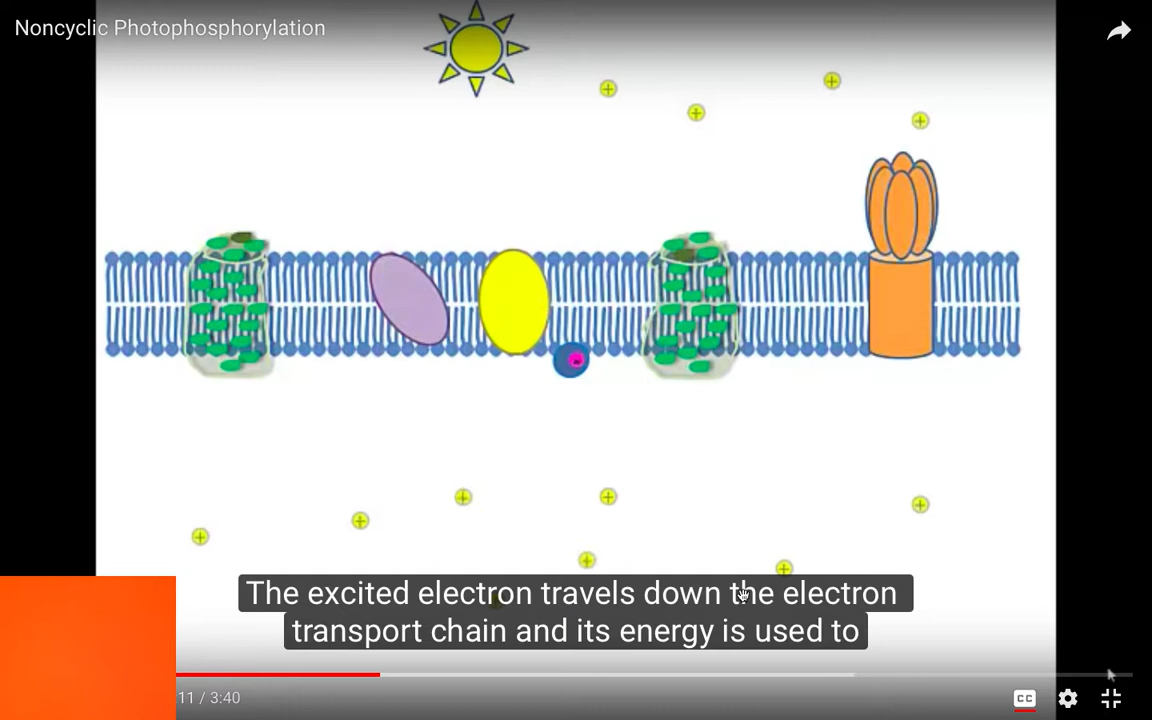 Noncyclic Photophosphorylation
The excited electron travels down the electron
transport chain and its energy is used to
11 / 3:40
CC